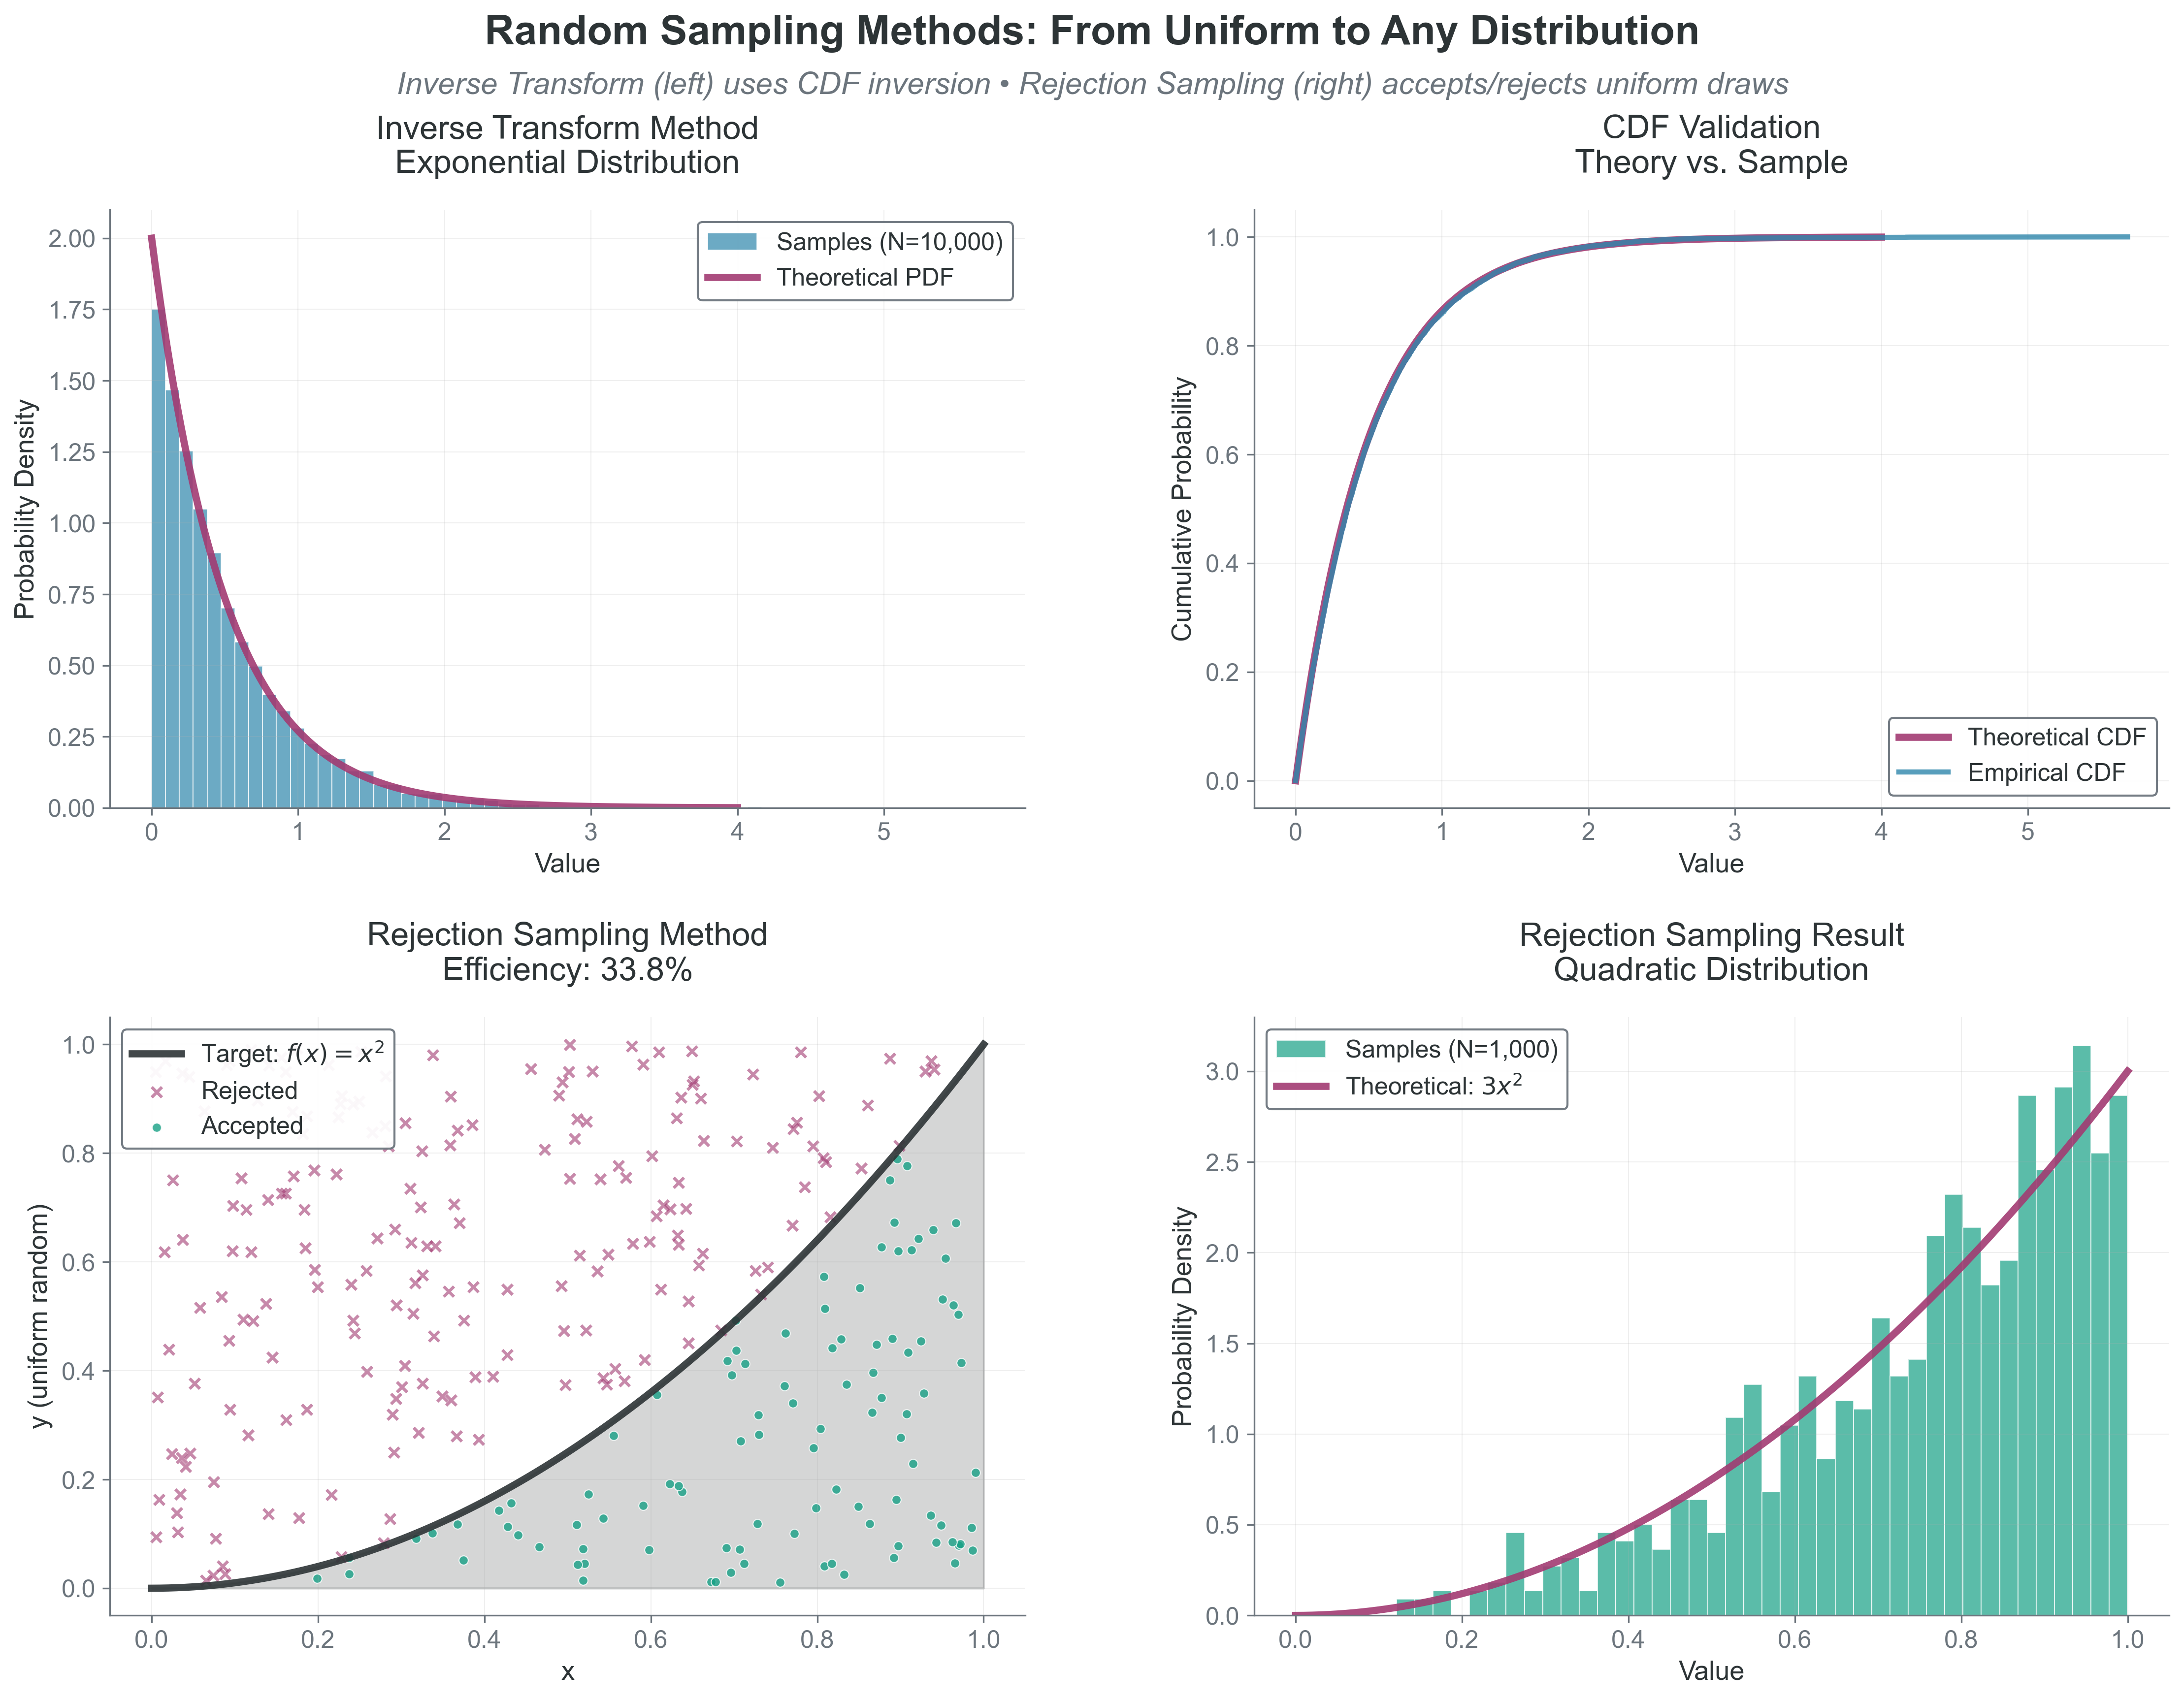 Random Sampling Methods: From Uniform to Any Distribution
Inverse Transform (left) uses CDF inversion • Rejection Sampling (right) accepts/rejects uniform draws
Inverse Transform Method
Exponential Distribution
Probability Density
2.00
1.75
1.50
1.25
1.00
0.75
0.50
0.25
0.00
Samples (N=10,000)
Theoretical PDF
0 1 2 3 4 5
Value
CDF Validation
Theory vs. Sample
Cumulative Probability
1.0
0.8
0.6
0.4
0.2
0.0
Theoretical CDF
Empirical CDF
0 1 2 3 4 5
Value
Rejection Sampling Method
Efficiency: 33.8%
y (uniform random)
1.0
0.8
0.6
0.4
0.2
0.0
Target: f(x) = x²
Rejected
Accepted
0.0 0.2 0.4 0.6 0.8 1.0
x
Rejection Sampling Result
Quadratic Distribution
Probability Density
3.0
2.5
2.0
1.5
1.0
0.5
0.0
Samples (N=1,000)
Theoretical: 3x²
0.0 0.2 0.4 0.6 0.8 1.0
Value